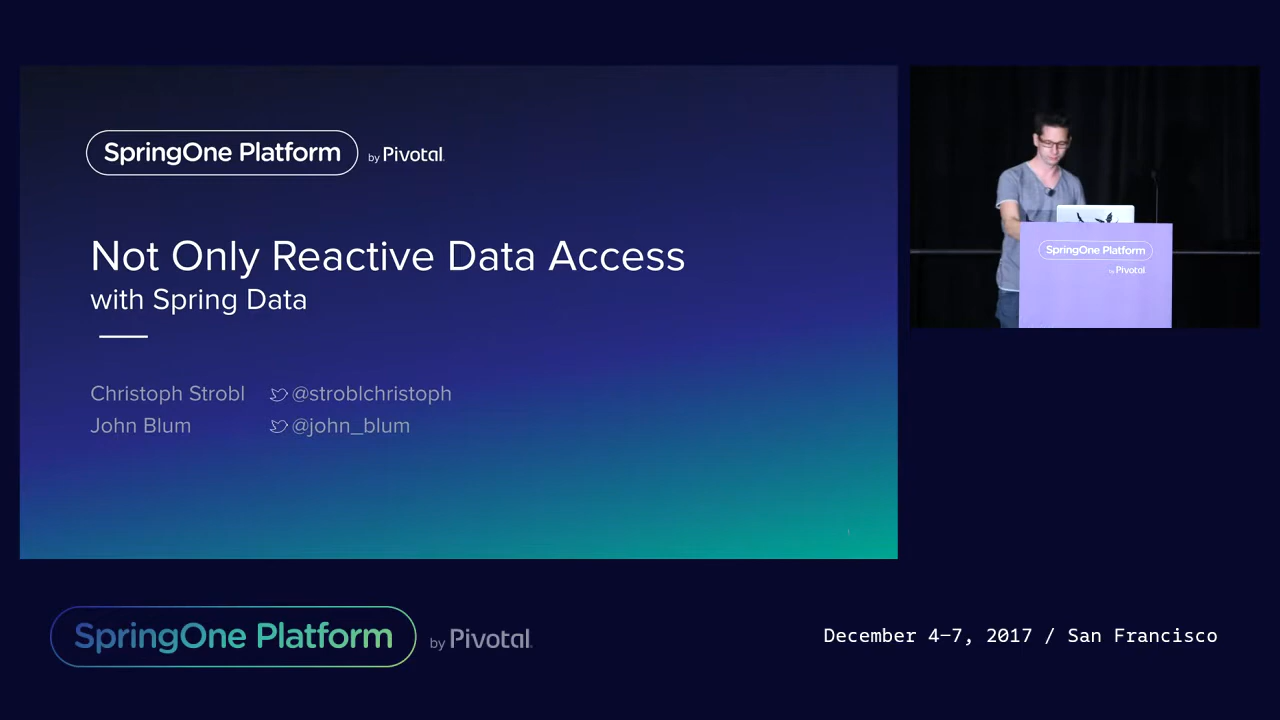 SpringOne Platform by Pivotal.
Not Only Reactive Data Access
with Spring Data
Christoph Strobl @stroblchristoph
John Blum @john_blum
SpringOne Platform
by Pivotal.
SpringOne Platform by Pivotal.
December 4–7, 2017 / San Francisco